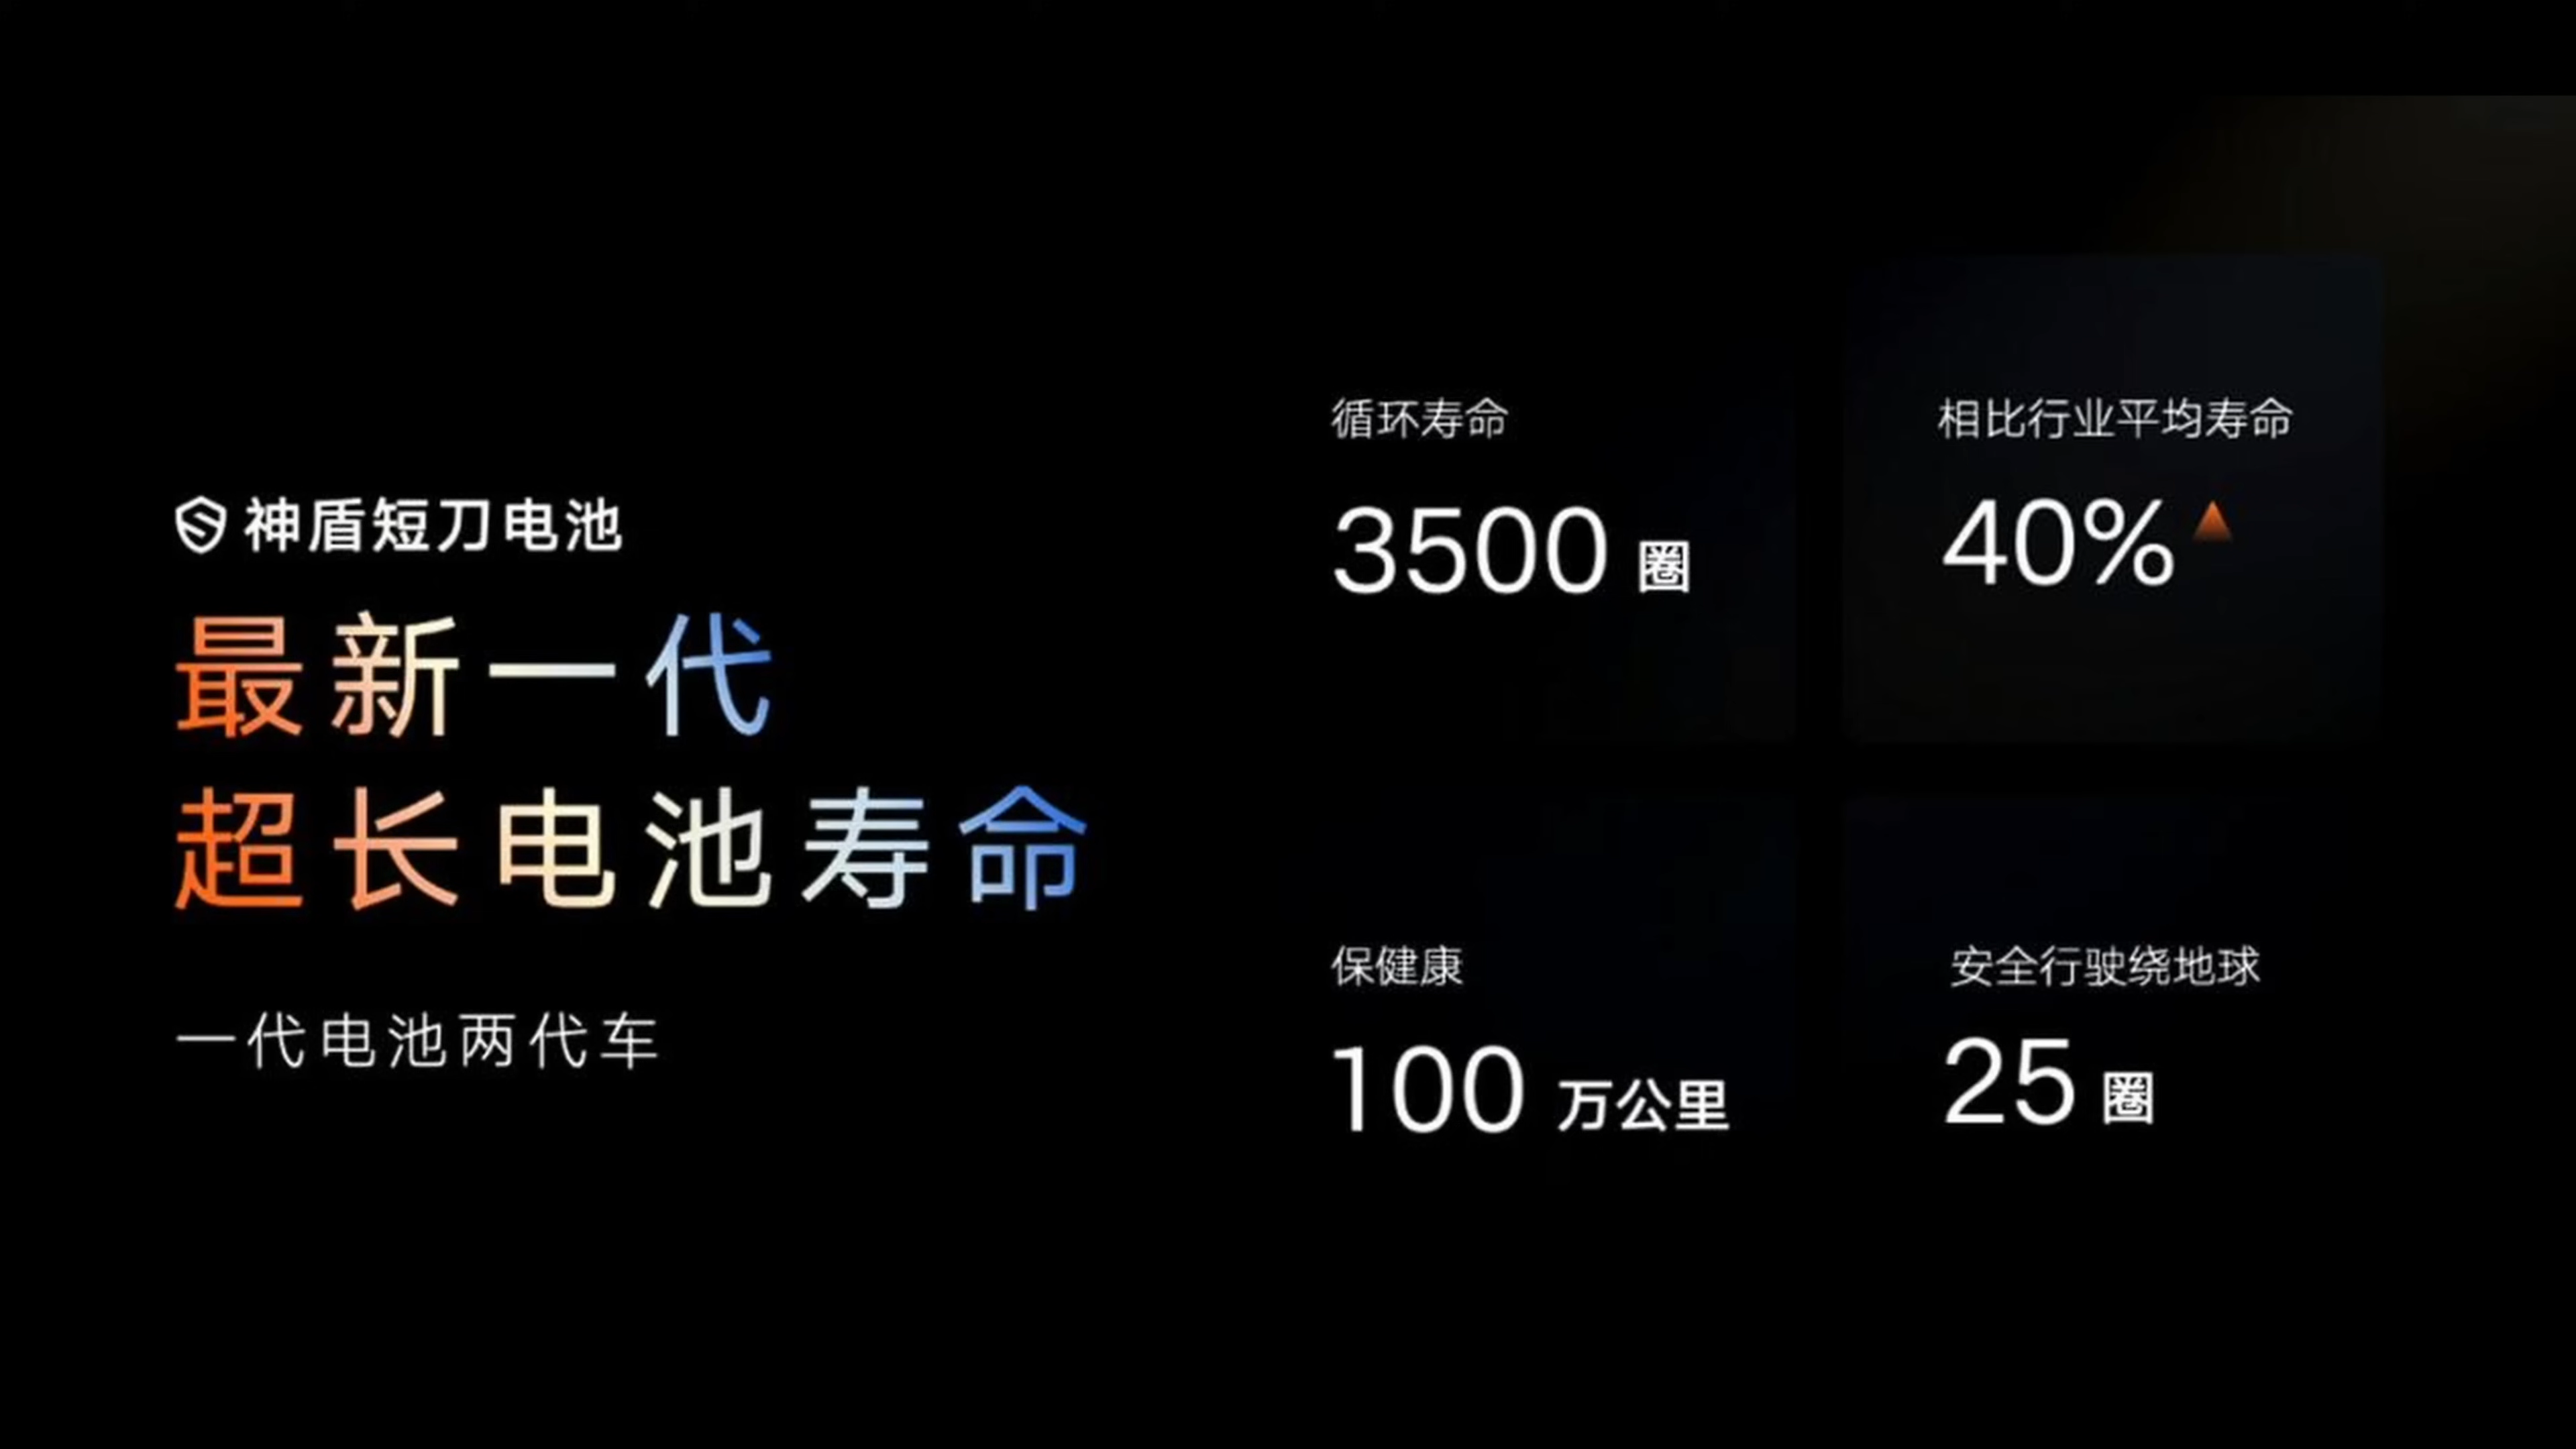 神盾短刀电池
最新一代
超长电池寿命
一代电池两代车
循环寿命
3500 圈
相比行业平均寿命
40%▲
保健康
100 万公里
安全行驶绕地球
25 圈